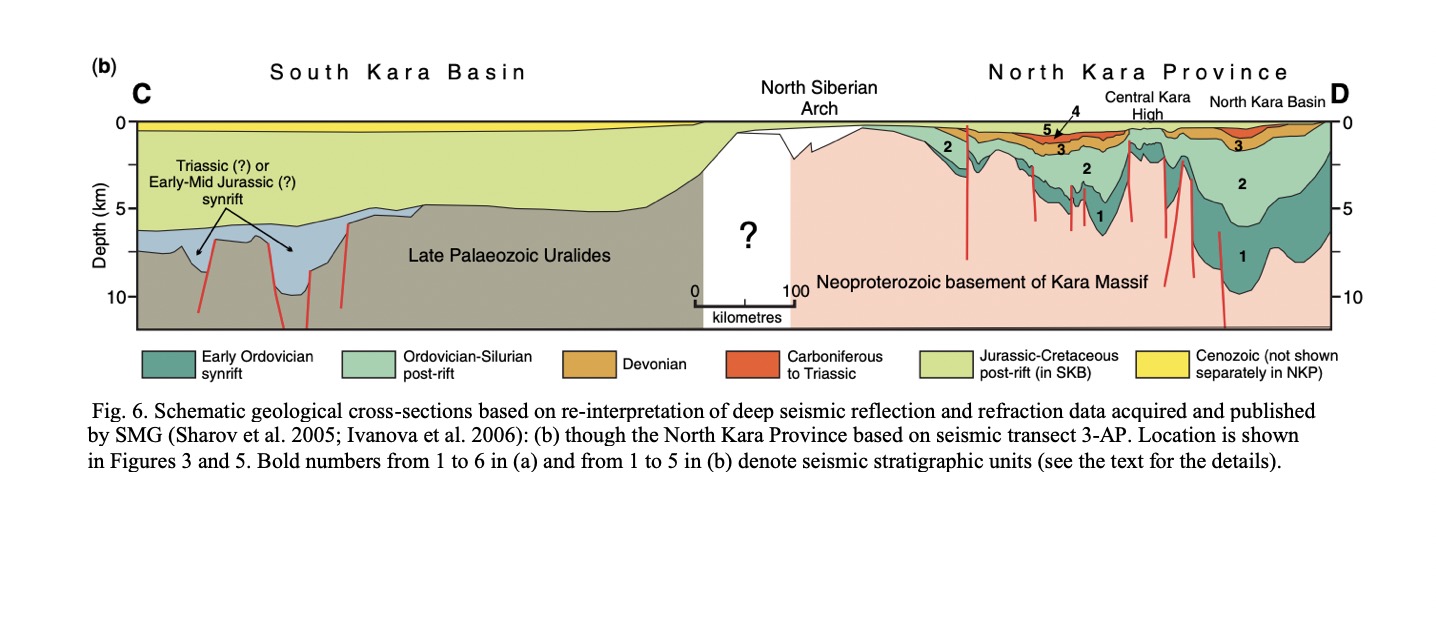 (b)
South Kara Basin
North Kara Province
C
North Siberian
Arch
4
Central Kara
High
North Kara Basin
D
0
0
5
3
3
2
2
2
Triassic (?) or
Early-Mid Jurassic (?)
synrift
Depth (km)
5
5
1
1
?
Late Palaeozoic Uralides
Neoproterozoic basement of Kara Massif
0
100
kilometres
10
10
Early Ordovician
synrift
Ordovician-Silurian
post-rift
Devonian
Carboniferous
to Triassic
Jurassic-Cretaceous
post-rift (in SKB)
Cenozoic (not shown
separately in NKP)
Fig. 6. Schematic geological cross-sections based on re-interpretation of deep seismic reflection and refraction data acquired and published
by SMG (Sharov et al. 2005; Ivanova et al. 2006): (b) though the North Kara Province based on seismic transect 3-AP. Location is shown
in Figures 3 and 5. Bold numbers from 1 to 6 in (a) and from 1 to 5 in (b) denote seismic stratigraphic units (see the text for the details).